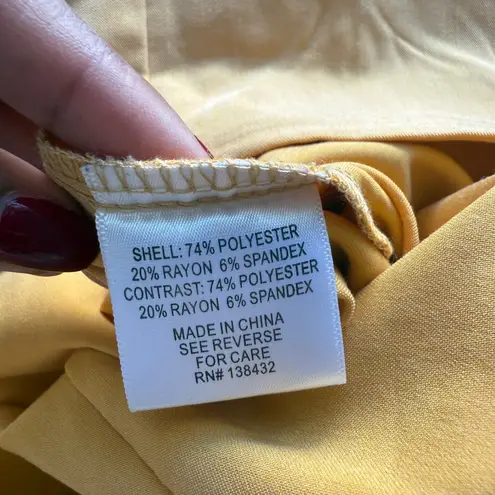 SHELL: 74% POLYESTER
20% RAYON 6% SPANDEX
CONTRAST: 74% POLYESTER
20% RAYON 6% SPANDEX
MADE IN CHINA
SEE REVERSE
FOR CARE
RN# 138432